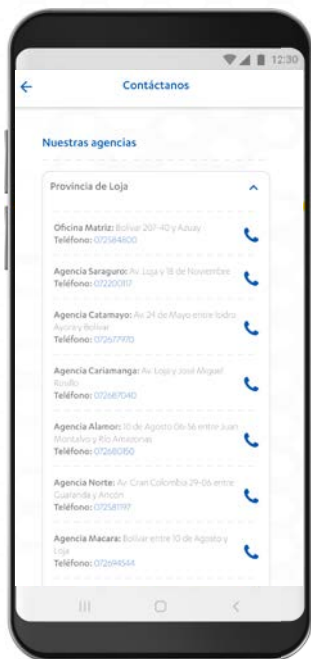 12:30
Contáctanos
Nuestras agencias
Provincia de Loja
Oficina Matriz: Bolívar 207-40 y Azuay
Teléfono: 072584600
Agencia Saraguro: Av. Loja y 18 de Noviembre
Teléfono: 072200117
Agencia Catamayo: Av. 24 de Mayo entre Isidro
Ayora y Bolívar
Teléfono: 072677970
Agencia Cariamanga: Av. Loja y José Miguel
Rosillo
Teléfono: 072687040
Agencia Alamor: 10 de Agosto 06-56 entre Juan
Montalvo y Río Amazonas
Teléfono: 072680150
Agencia Norte: Av. Gran Colombia 29-06 entre
Guaranda y Ancón
Teléfono: 072581197
Agencia Macara: Bolívar entre 10 de Agosto y
Loja
Teléfono: 072694544